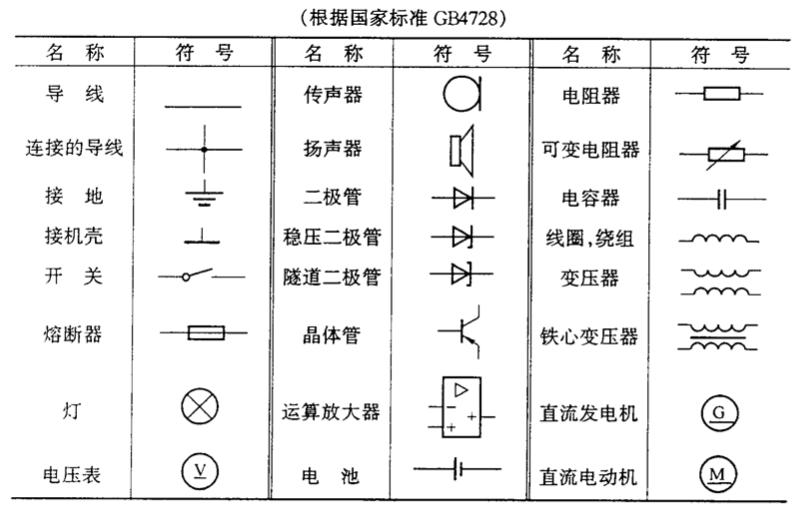 （根据国家标准 GB4728）
名 称 符 号 名 称 符 号 名 称 符 号
导 线 传声器 电阻器
连接的导线 扬声器 可变电阻器
接 地 二极管 电容器
接机壳 稳压二极管 线圈,绕组
开 关 隧道二极管 变压器
熔断器 晶体管 铁心变压器
灯 运算放大器 - + + 直流发电机 G
电压表 V 电 池 直流电动机 M